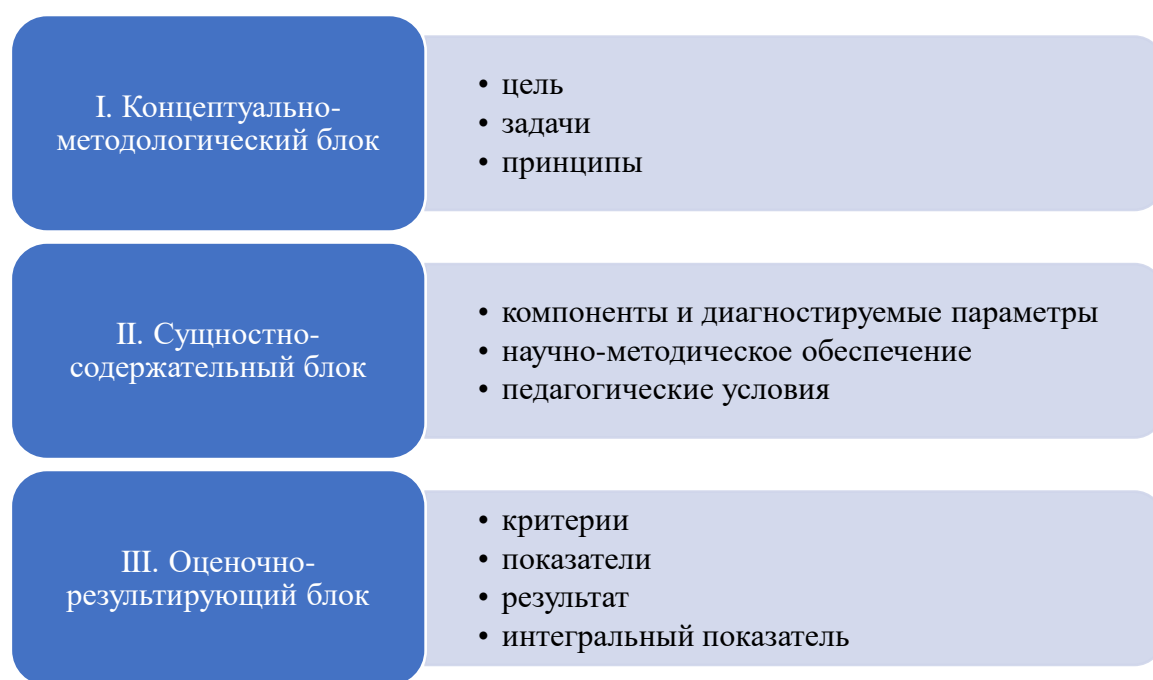 I. Концептуально-
методологический блок
• цель
• задачи
• принципы
II. Сущностно-
содержательный блок
• компоненты и диагностируемые параметры
• научно-методическое обеспечение
• педагогические условия
III. Оценочно-
результирующий блок
• критерии
• показатели
• результат
• интегральный показатель